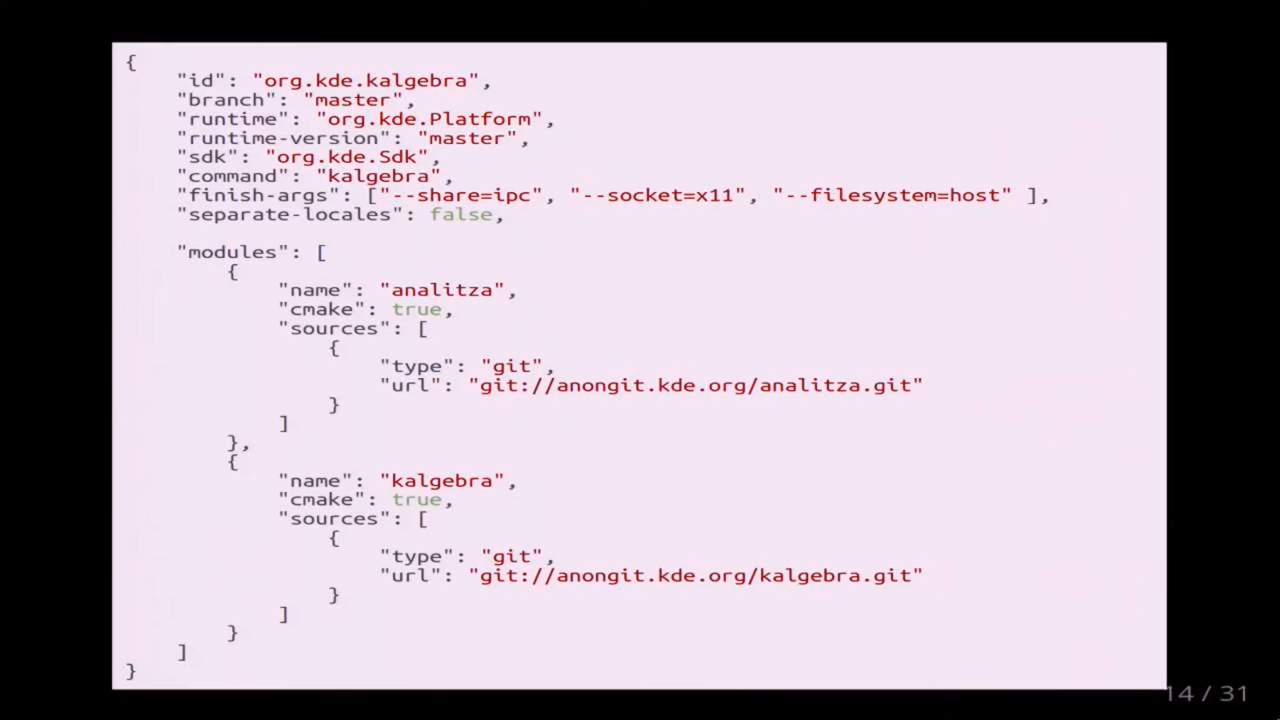 {
    "id": "org.kde.kalgebra",
    "branch": "master",
    "runtime": "org.kde.Platform",
    "runtime-version": "master",
    "sdk": "org.kde.Sdk",
    "command": "kalgebra",
    "finish-args": ["--share=ipc", "--socket=x11", "--filesystem=host" ],
    "separate-locales": false,
    "modules": [
        {
            "name": "analitza",
            "cmake": true,
            "sources": [
                {
                    "type": "git",
                    "url": "git://anongit.kde.org/analitza.git"
                }
            ]
        },
        {
            "name": "kalgebra",
            "cmake": true,
            "sources": [
                {
                    "type": "git",
                    "url": "git://anongit.kde.org/kalgebra.git"
                }
            ]
        }
    ]
}
14 / 31